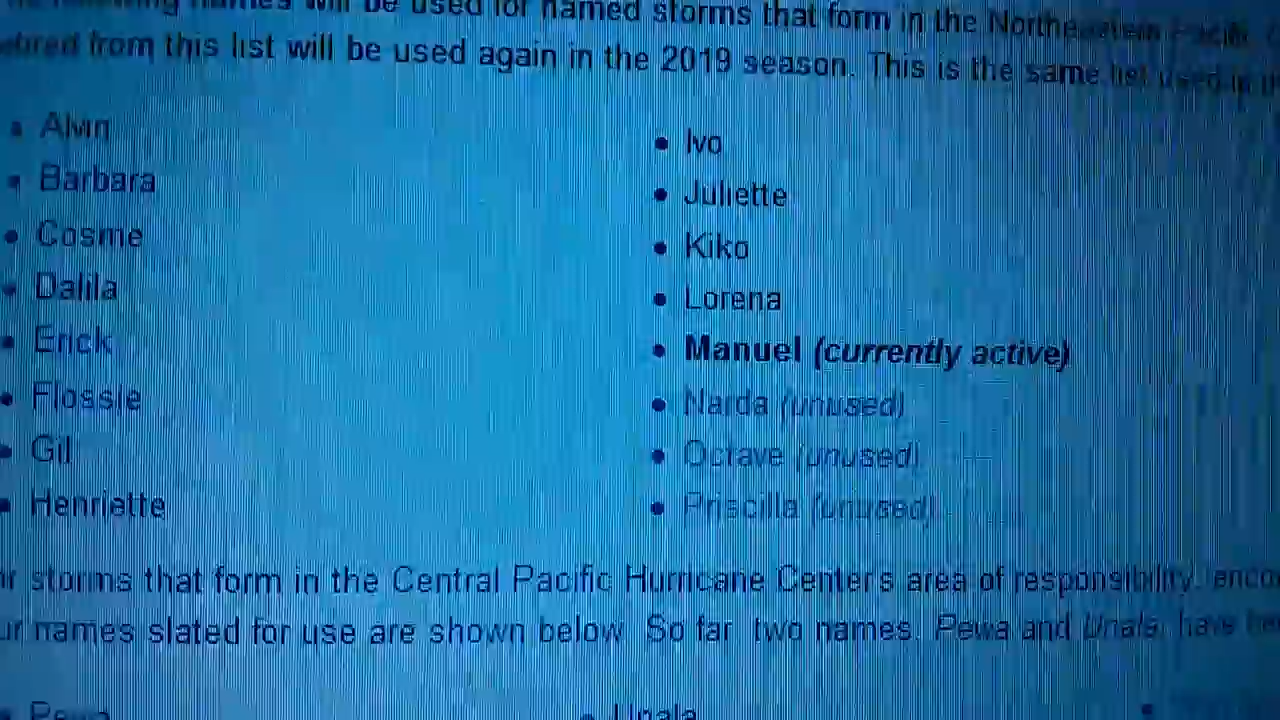 names will be used for named storms that form in the Northeastern Pacific
from this list will be used again in the 2019 season. This is the same list used in
Alvin
Barbara
Cosme
Dalila
Erick
Flossie
Gil
Henriette
Ivo
Juliette
Kiko
Lorena
Manuel (currently active)
Narda (unused)
Octave (unused)
Priscilla (unused)
storms that form in the Central Pacific Hurricane Center's area of responsibility,
names slated for use are shown below. So far, two names, Pewa and Unala, have
Pewa
Unala